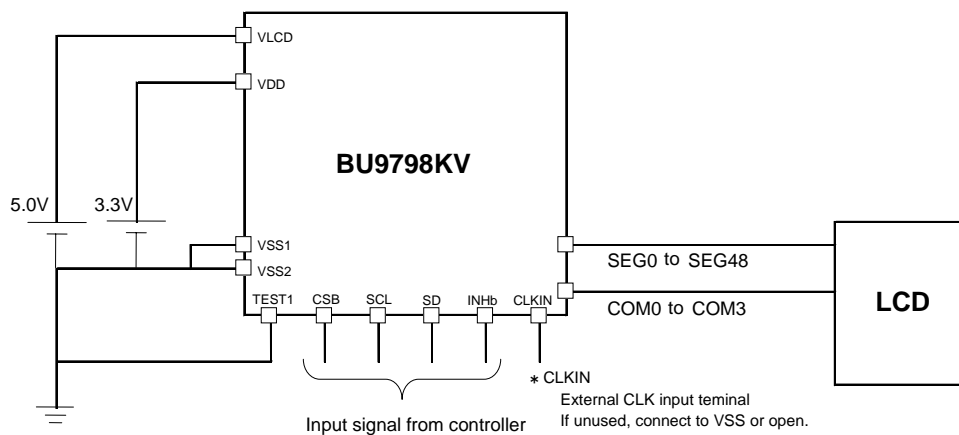 VLCD
VDD
BU9798KV
5.0V
3.3V
VSS1
VSS2
TEST1
CSB
SCL
SD
INHb
CLKIN
SEG0 to SEG48
COM0 to COM3
LCD
* CLKIN
External CLK input teminal
If unused, connect to VSS or open.
Input signal from controller